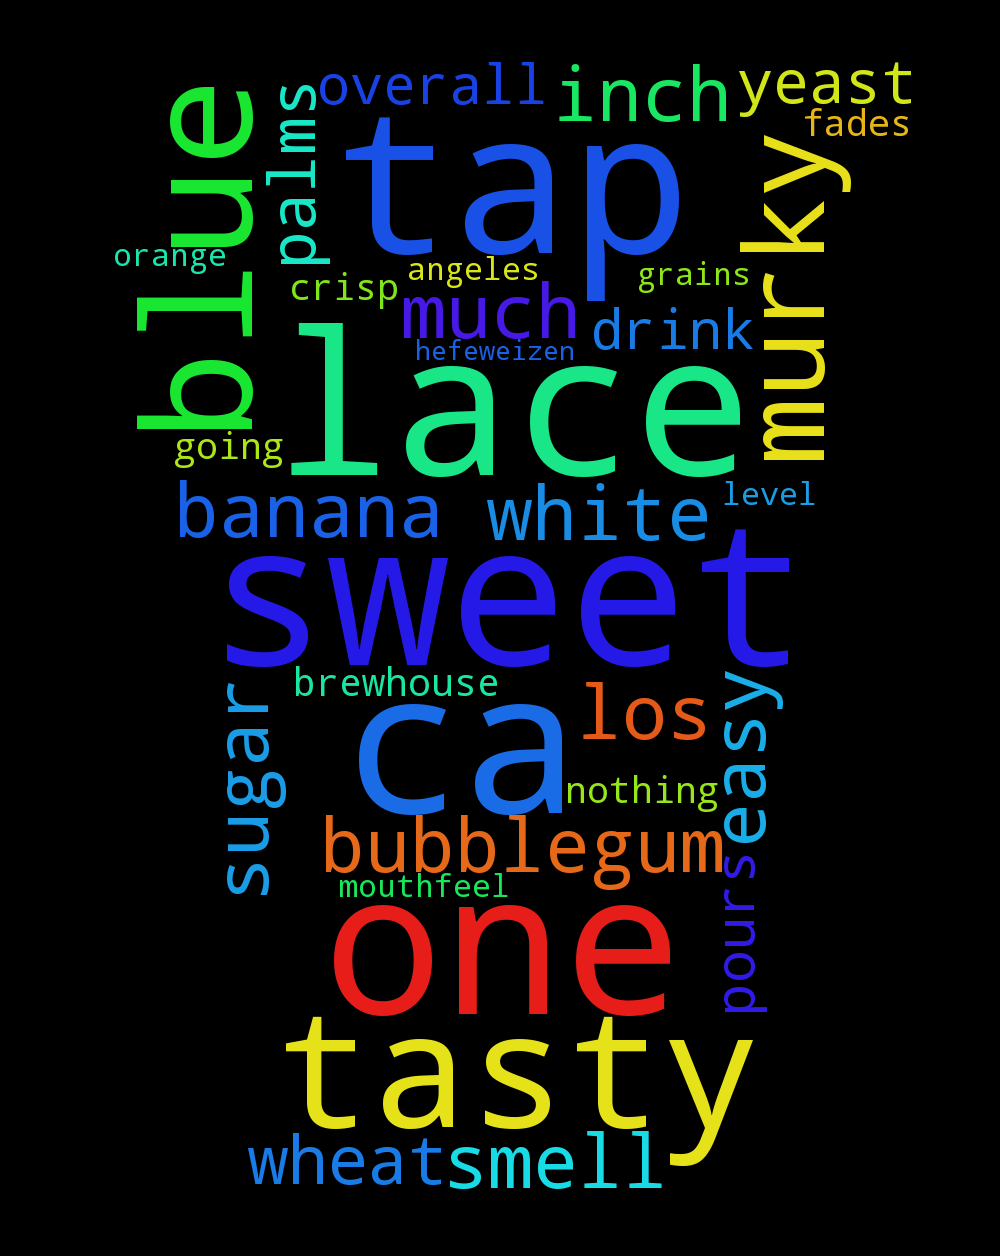 overall
inch
yeast
fades
blue
palms
tap
murky
orange
crisp
angeles
grains
much
drink
hefeweizen
lace
going
banana
white
level
sweet
brewhouse
sugar
ca
los
easy
nothing
bubblegum
mouthfeel
pours
one
tasty
wheat
smell